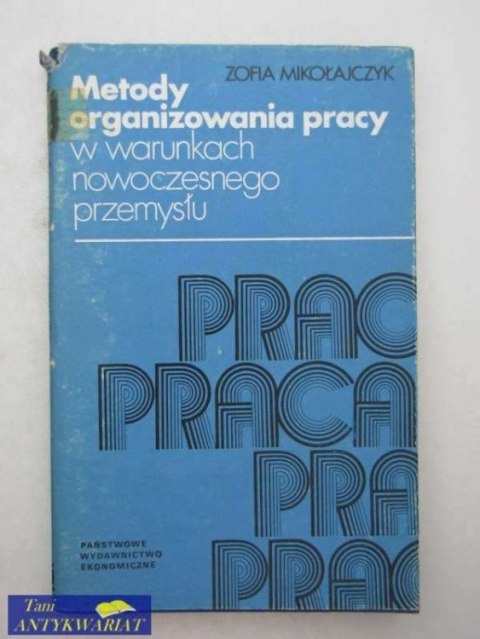 ZOFIA MIKOŁAJCZYK
Metody
organizowania pracy
w warunkach
nowoczesnego
przemysłu
PRAC
PRACA
PRA
PRAC
PAŃSTWOWE
WYDAWNICTWO
EKONOMICZNE
Tani
ANTYKWARIAT